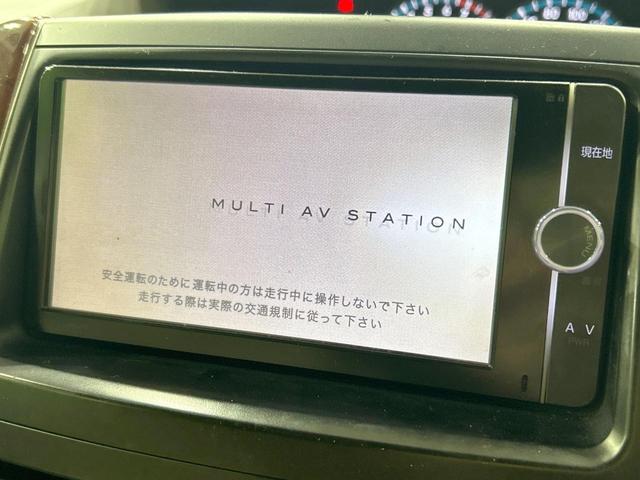 MULTI AV STATION
安全運転のために運転中の方は走行中に操作しないで下さい
走行する際は実際の交通規制に従って下さい
現在地
MENU
AV
PWR